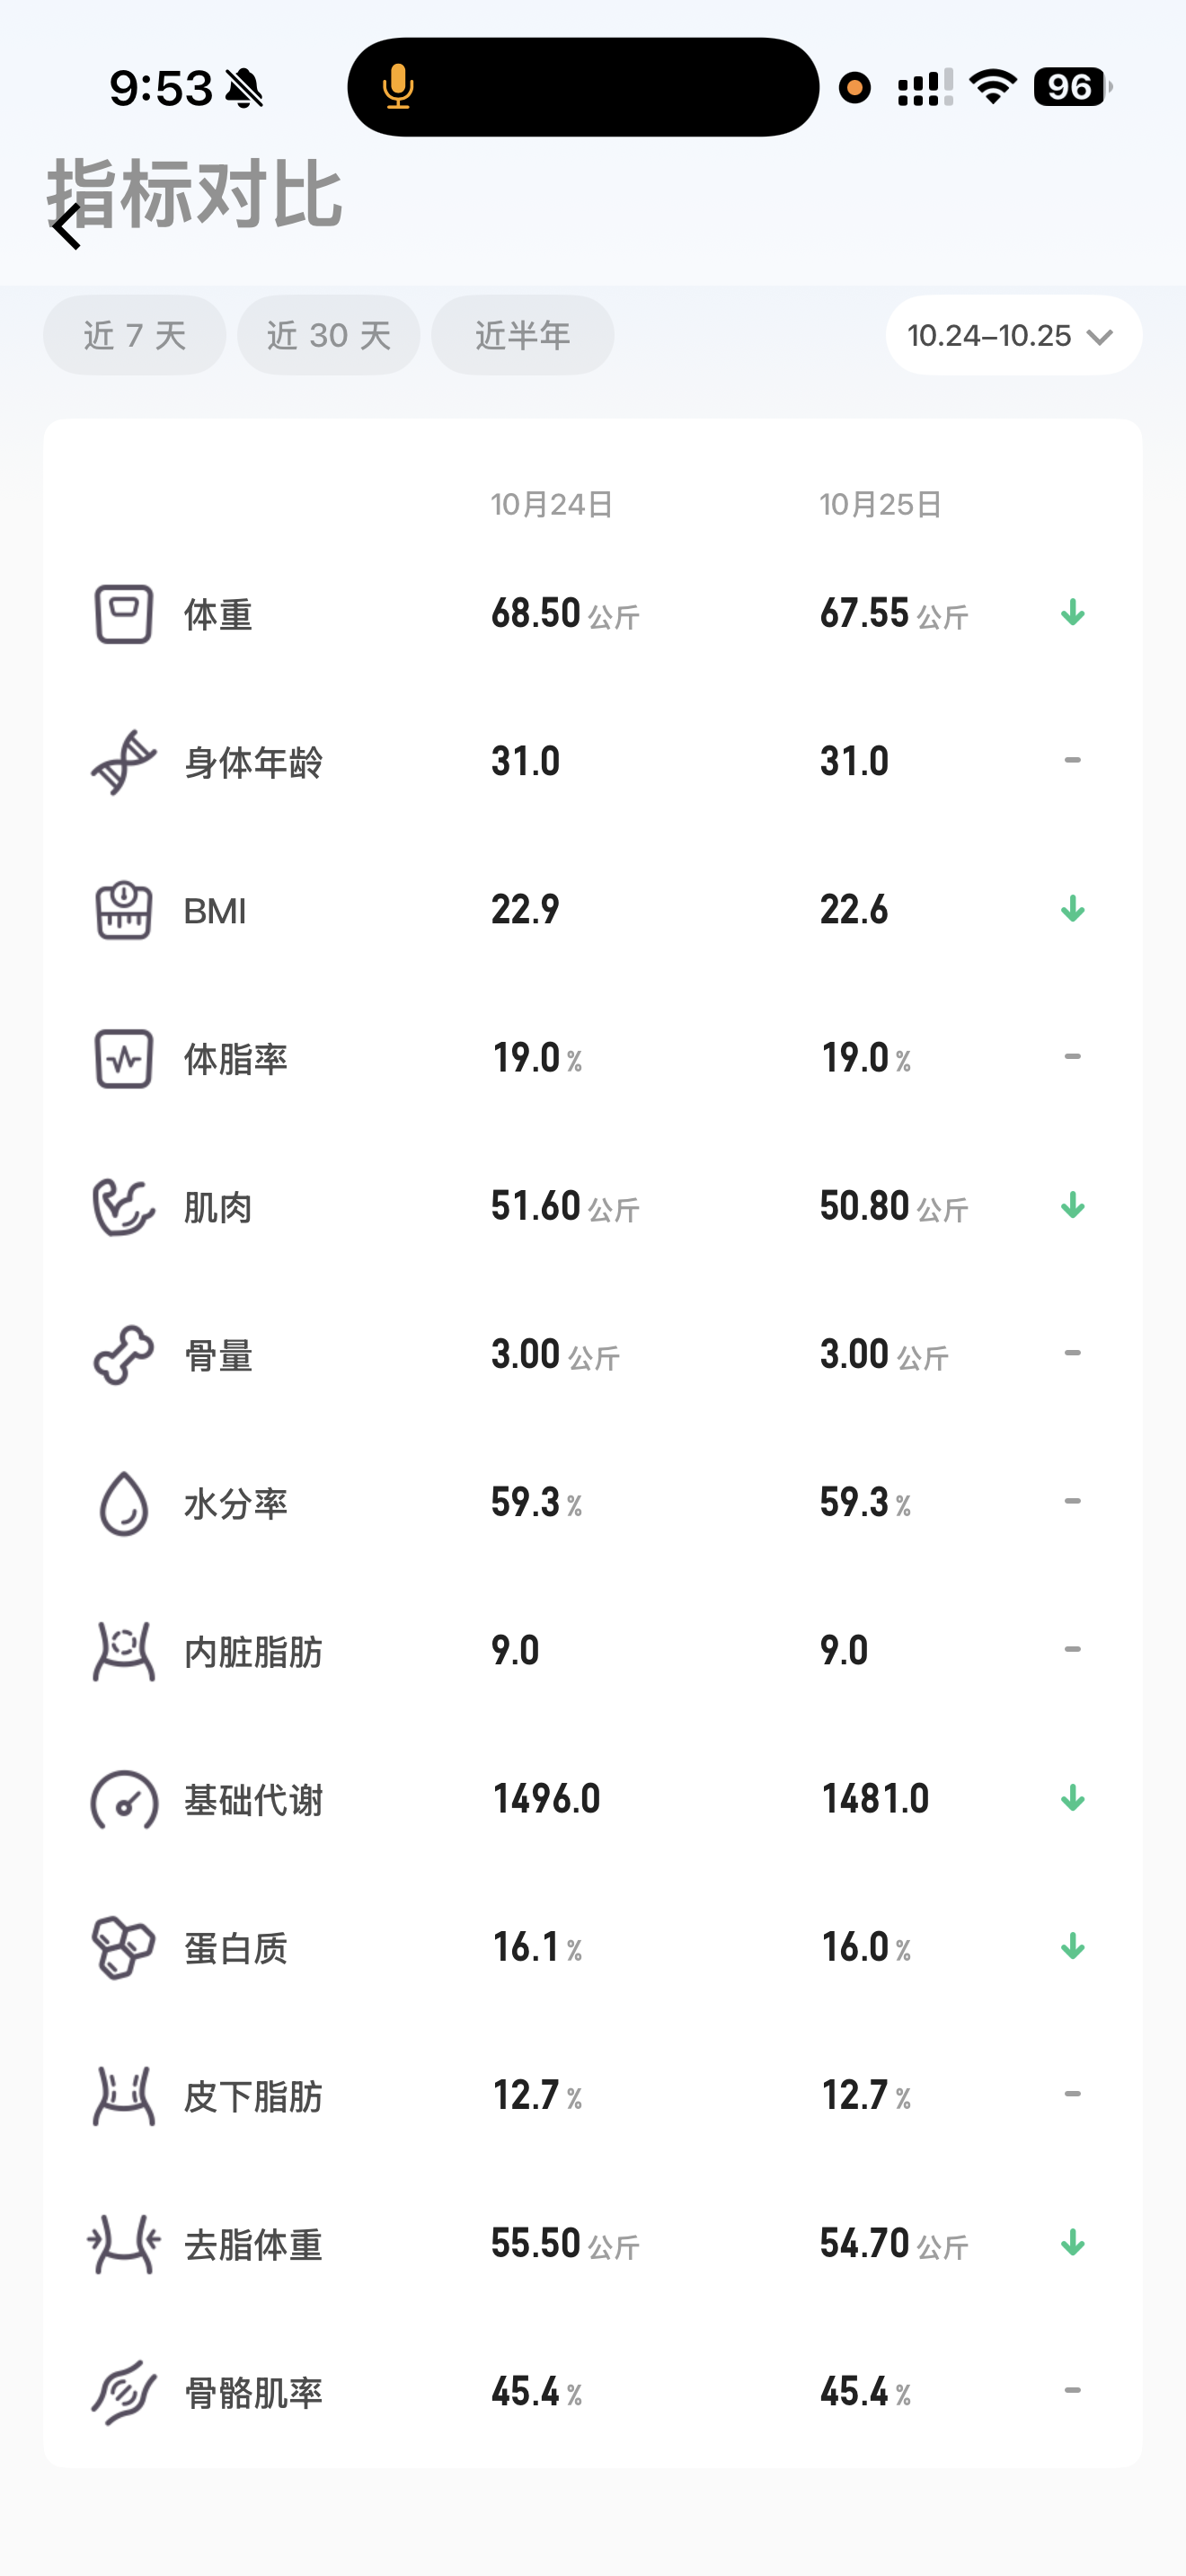 9:53 96
指标对比
近 7 天 近 30 天 近半年 10.24–10.25
10月24日 10月25日
体重 68.50 公斤 67.55 公斤
身体年龄 31.0 31.0 -
BMI 22.9 22.6
体脂率 19.0 % 19.0 % -
肌肉 51.60 公斤 50.80 公斤
骨量 3.00 公斤 3.00 公斤 -
水分率 59.3 % 59.3 % -
内脏脂肪 9.0 9.0 -
基础代谢 1496.0 1481.0
蛋白质 16.1 % 16.0 %
皮下脂肪 12.7 % 12.7 % -
去脂体重 55.50 公斤 54.70 公斤
骨骼肌率 45.4 % 45.4 % -